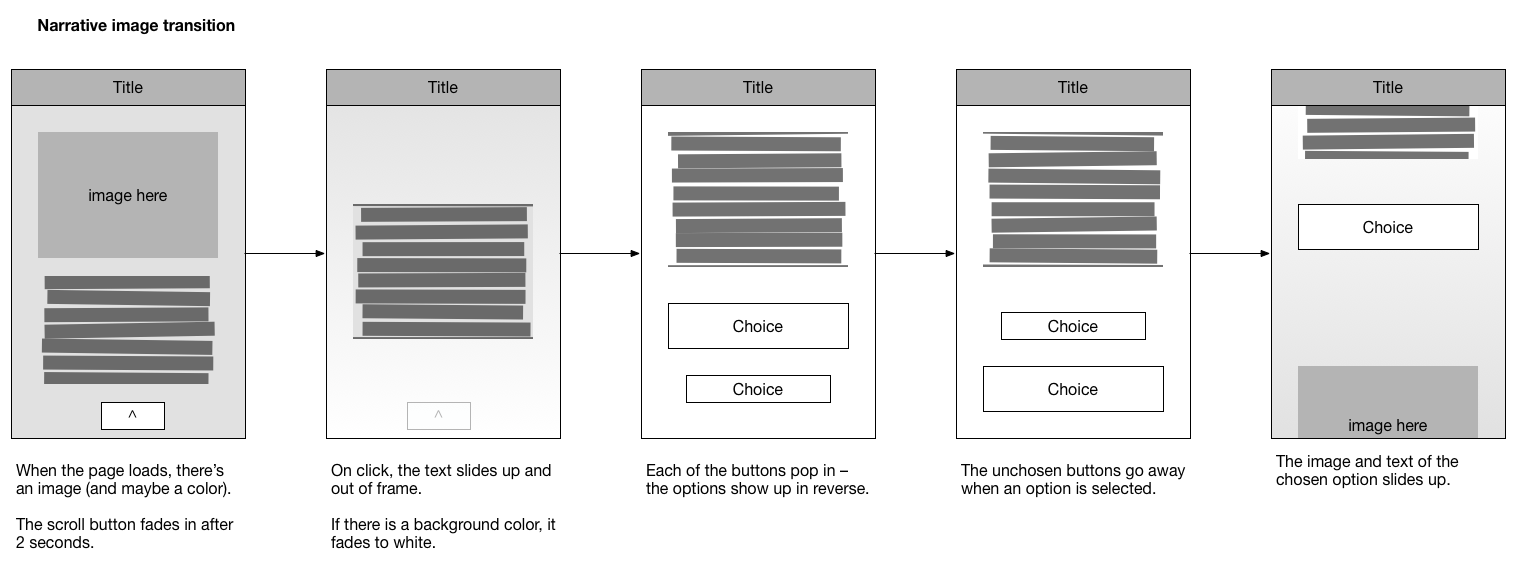 Narrative image transition
Title
image here
^
When the page loads, there's
an image (and maybe a color).
The scroll button fades in after
2 seconds.
Title
^
On click, the text slides up and
out of frame.
If there is a background color, it
fades to white.
Title
Choice
Choice
Each of the buttons pop in –
the options show up in reverse.
Title
Choice
Choice
The unchosen buttons go away
when an option is selected.
Title
Choice
image here
The image and text of the
chosen option slides up.